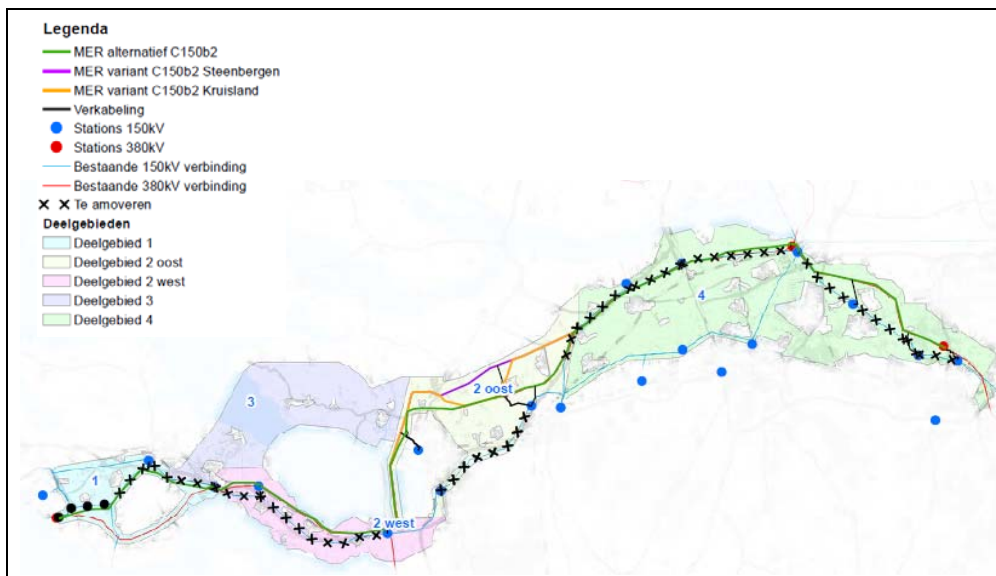 Legenda
MER alternatief C150b2
MER variant C150b2 Steenbergen
MER variant C150b2 Kruisland
Verkabeling
Stations 150kV
Stations 380kV
Bestaande 150kV verbinding
Bestaande 380kV verbinding
Te amoveren
Deelgebieden
Deelgebied 1
Deelgebied 2 oost
Deelgebied 2 west
Deelgebied 3
Deelgebied 4
4
2 oost
3
1
2 west